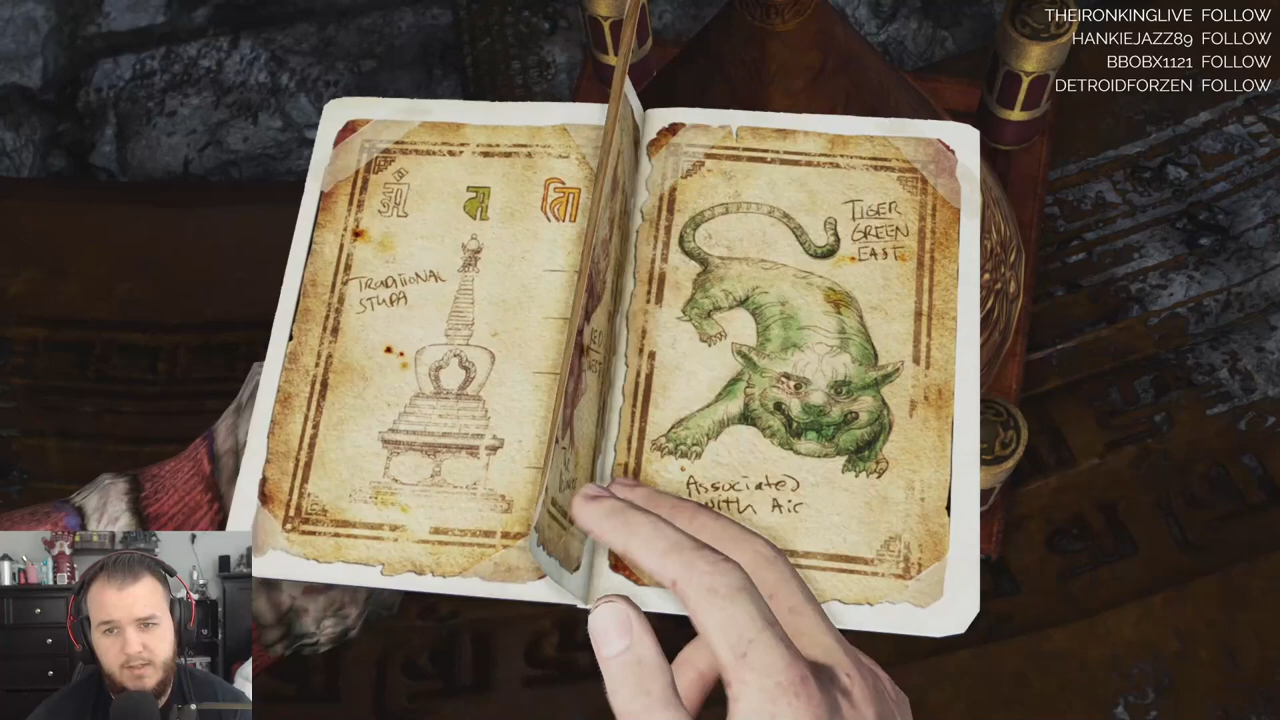 THEIRONKINGLIVE FOLLOW
HANKIEJAZZ89 FOLLOW
BBOBX1121 FOLLOW
DETROIDFORZEN FOLLOW
TRADITIONAL
STUPA
TIGER
GREEN
EAST
ASSOCIATED
WITH AIR